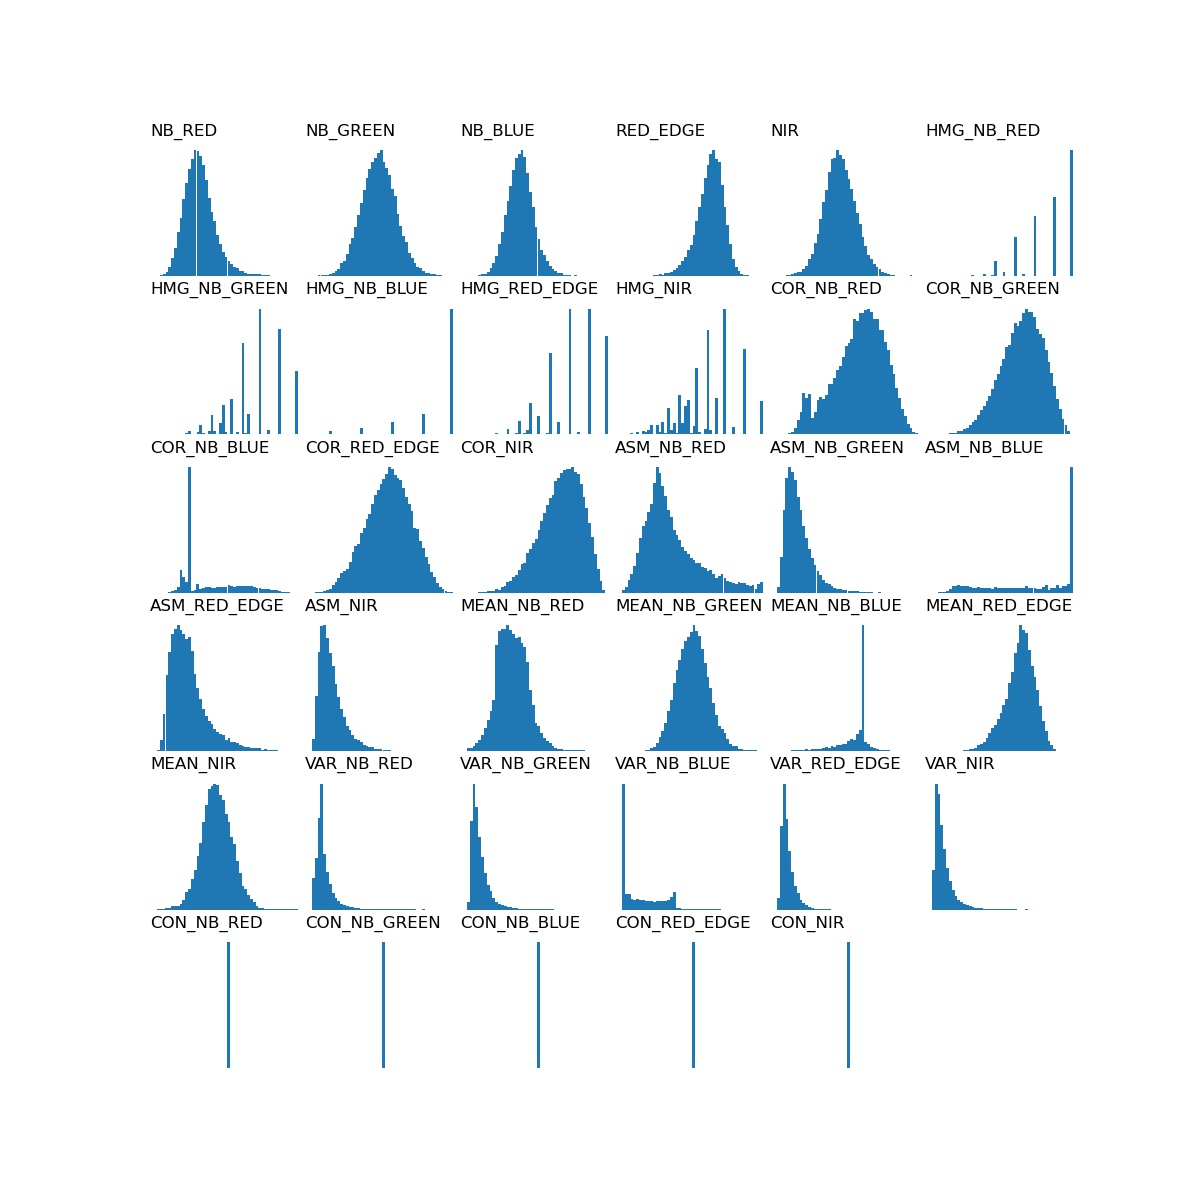 NB_RED NB_GREEN NB_BLUE RED_EDGE NIR HMG_NB_RED
HMG_NB_GREEN HMG_NB_BLUE HMG_RED_EDGE HMG_NIR COR_NB_RED COR_NB_GREEN
COR_NB_BLUE COR_RED_EDGE COR_NIR ASM_NB_RED ASM_NB_GREEN ASM_NB_BLUE
ASM_RED_EDGE ASM_NIR MEAN_NB_RED MEAN_NB_GREEN MEAN_NB_BLUE MEAN_RED_EDGE
MEAN_NIR VAR_NB_RED VAR_NB_GREEN VAR_NB_BLUE VAR_RED_EDGE VAR_NIR
CON_NB_RED CON_NB_GREEN CON_NB_BLUE CON_RED_EDGE CON_NIR